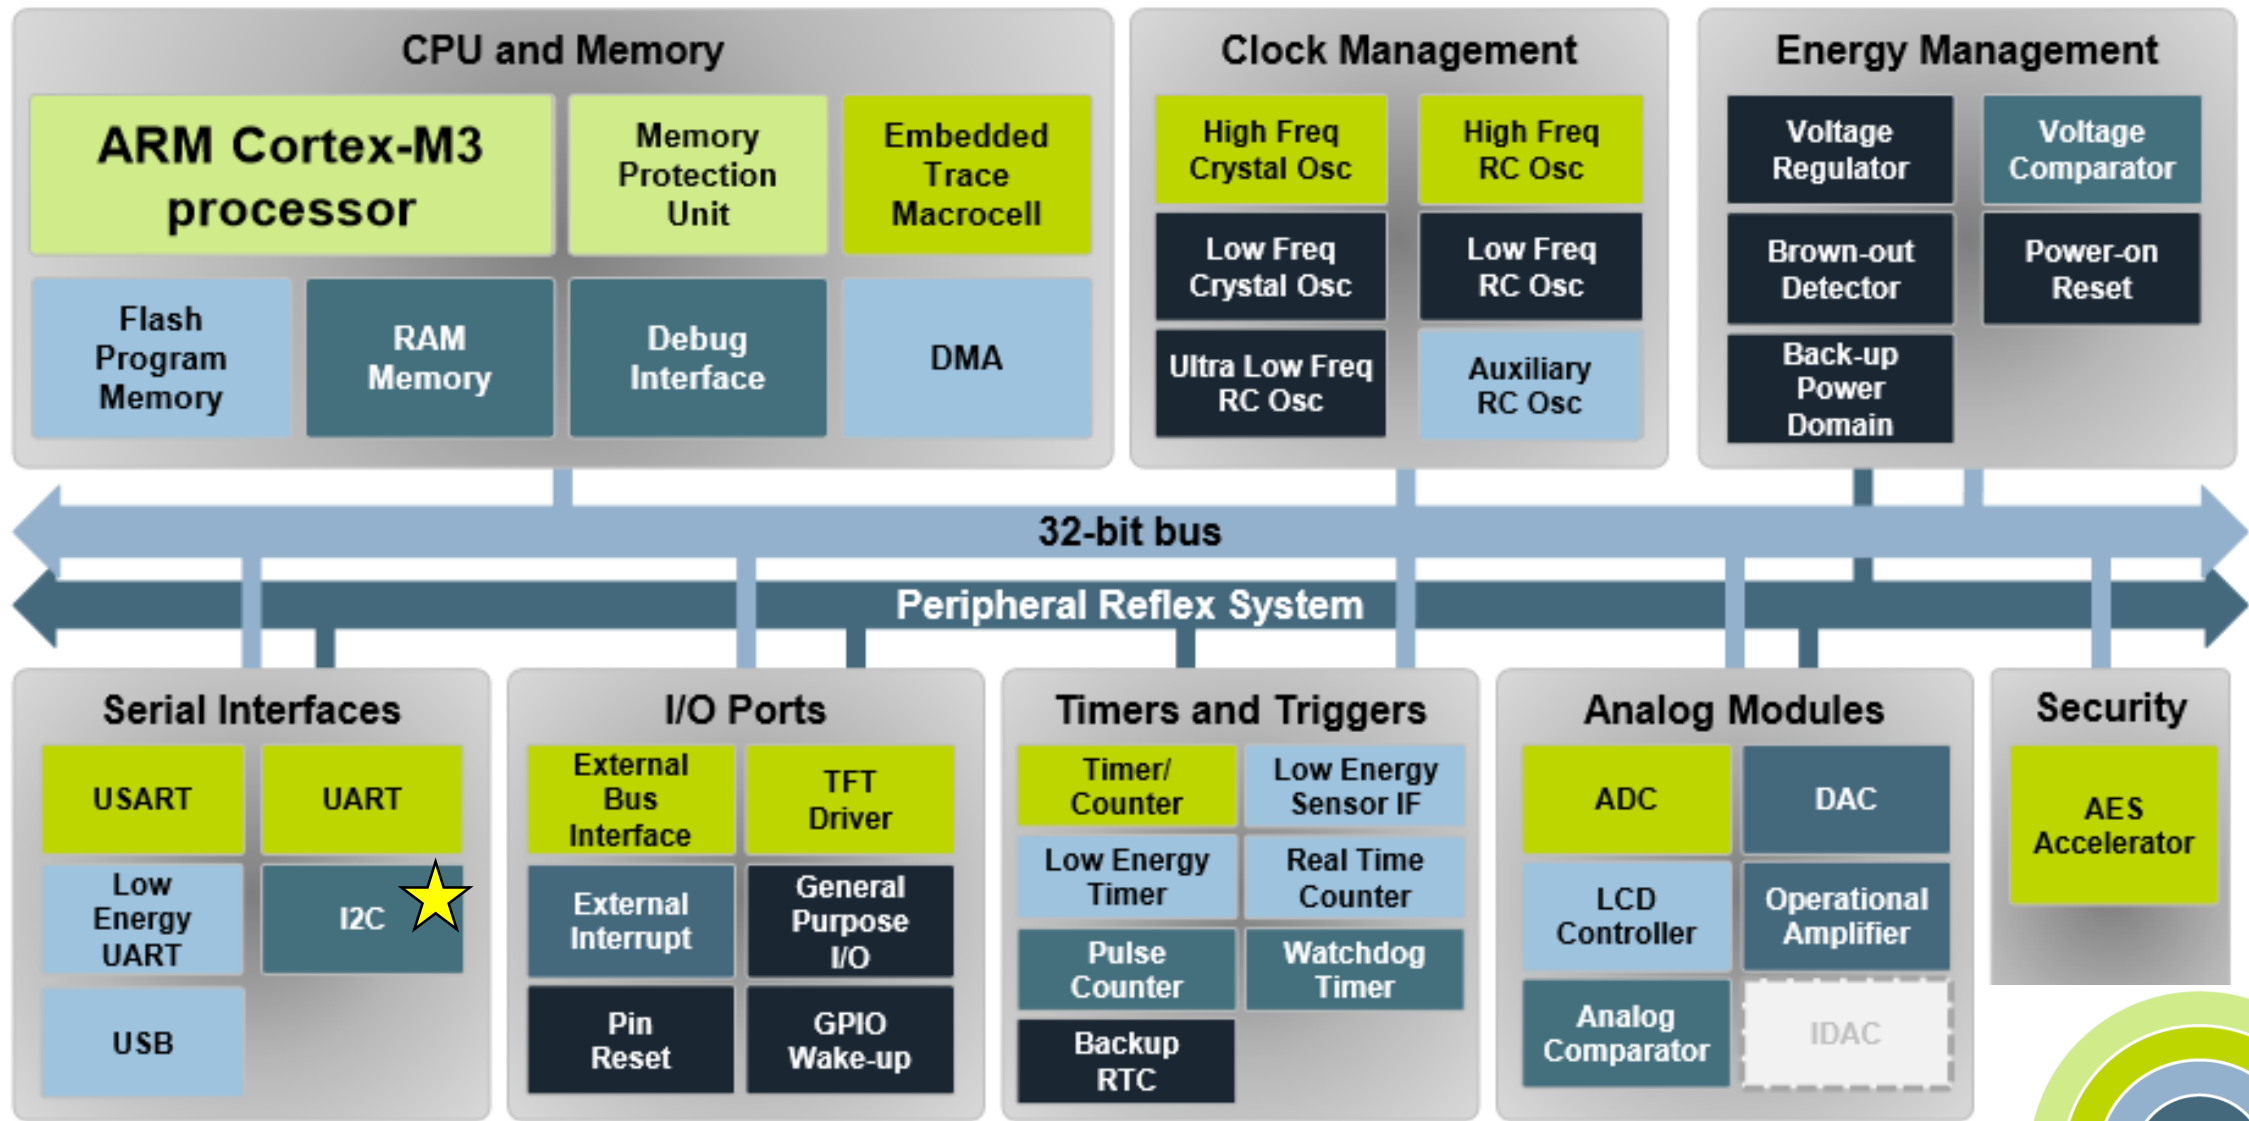 CPU and Memory
ARM Cortex-M3
processor
Memory
Protection
Unit
Embedded
Trace
Macrocell
Flash
Program
Memory
RAM
Memory
Debug
Interface
DMA
Clock Management
High Freq
Crystal Osc
High Freq
RC Osc
Low Freq
Crystal Osc
Low Freq
RC Osc
Ultra Low Freq
RC Osc
Auxiliary
RC Osc
Energy Management
Voltage
Regulator
Voltage
Comparator
Brown-out
Detector
Power-on
Reset
Back-up
Power
Domain
32-bit bus
Peripheral Reflex System
Serial Interfaces
USART
UART
Low
Energy
UART
I2C
USB
I/O Ports
External
Bus
Interface
TFT
Driver
External
Interrupt
General
Purpose
I/O
Pin
Reset
GPIO
Wake-up
Timers and Triggers
Timer/
Counter
Low Energy
Sensor IF
Low Energy
Timer
Real Time
Counter
Pulse
Counter
Watchdog
Timer
Backup
RTC
Analog Modules
ADC
DAC
LCD
Controller
Operational
Amplifier
Analog
Comparator
IDAC
Security
AES
Accelerator